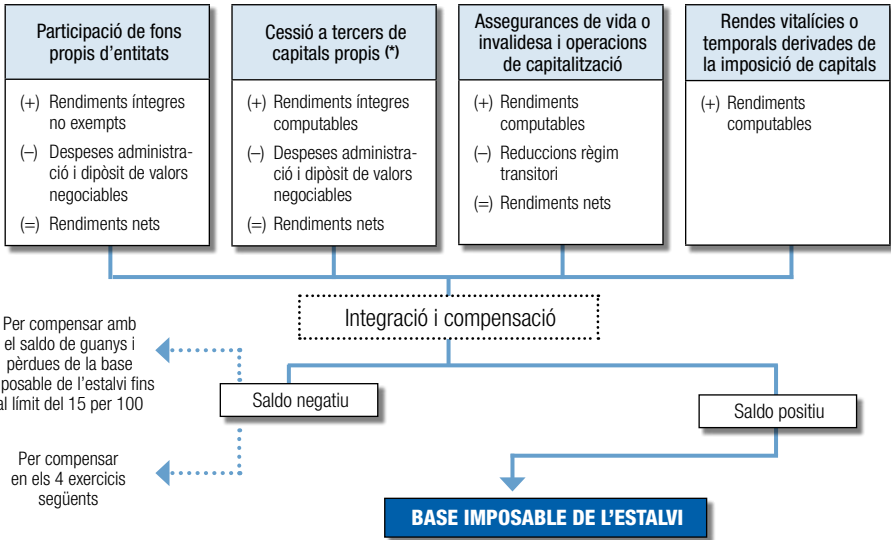 Participació de fons
propis d'entitats
(+) Rendiments íntegres
no exempts
(–) Despeses administra-
ció i dipòsit de valors
negociables
(=) Rendiments nets
Cessió a tercers de
capitals propis (*)
(+) Rendiments íntegres
computables
(–) Despeses administra-
ció i dipòsit de valors
negociables
(=) Rendiments nets
Assegurances de vida o
invalidesa i operacions
de capitalització
(+) Rendiments
computables
(–) Reduccions règim
transitori
(=) Rendiments nets
Rendes vitalícies o
temporals derivades de
la imposició de capitals
(+) Rendiments
computables
Integració i compensació
Per compensar amb
el saldo de guanys i
pèrdues de la base
posable de l'estalvi fins
al límit del 15 per 100
Saldo negatiu
Saldo positiu
Per compensar
en els 4 exercicis
següents
BASE IMPOSABLE DE L'ESTALVI